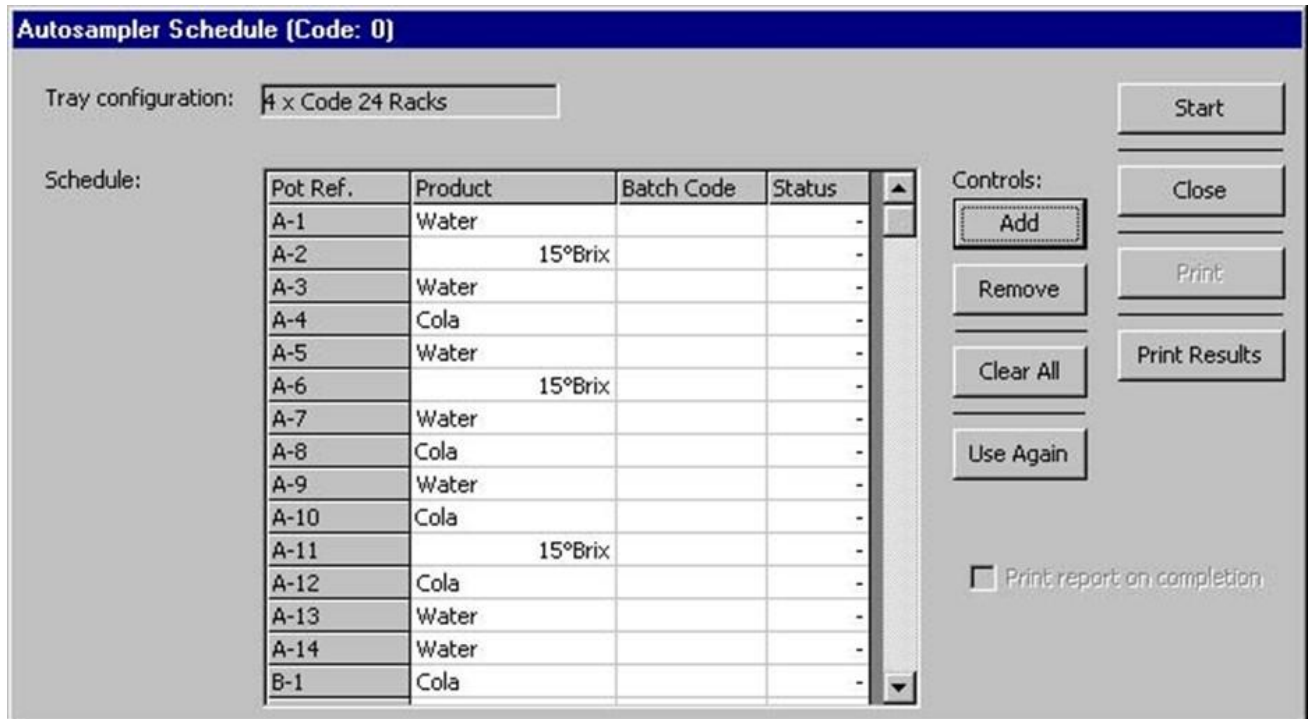 Autosampler Schedule (Code: 0)
Tray configuration: 4 x Code 24 Racks
Start
Schedule:
Pot Ref. Product Batch Code Status
A-1 Water -
A-2 15°Brix -
A-3 Water -
A-4 Cola -
A-5 Water -
A-6 15°Brix -
A-7 Water -
A-8 Cola -
A-9 Water -
A-10 Cola -
A-11 15°Brix -
A-12 Cola -
A-13 Water -
A-14 Water -
B-1 Cola -
Controls:
Add
Remove
Clear All
Use Again
Close
Print
Print Results
Print report on completion